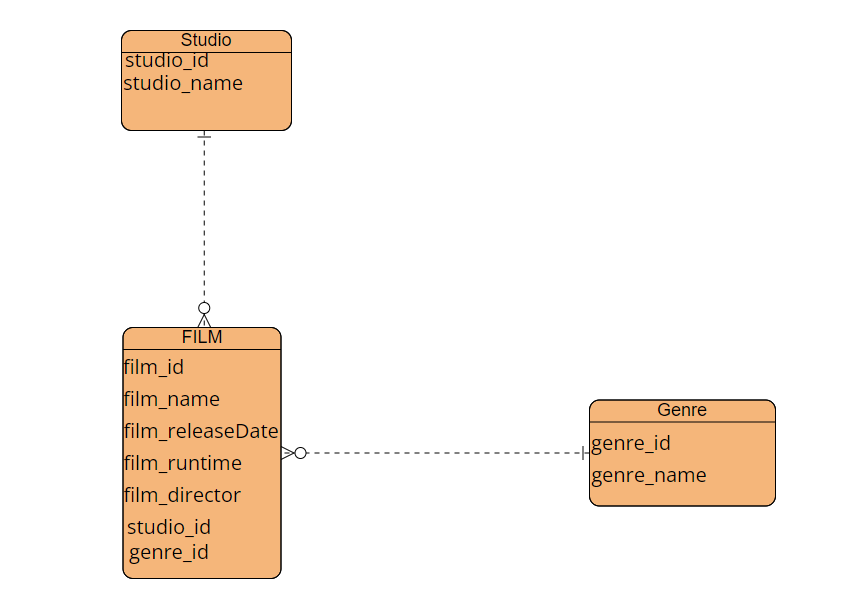 Studio
studio_id
studio_name
FILM
film_id
film_name
film_releaseDate
film_runtime
film_director
studio_id
genre_id
Genre
genre_id
genre_name